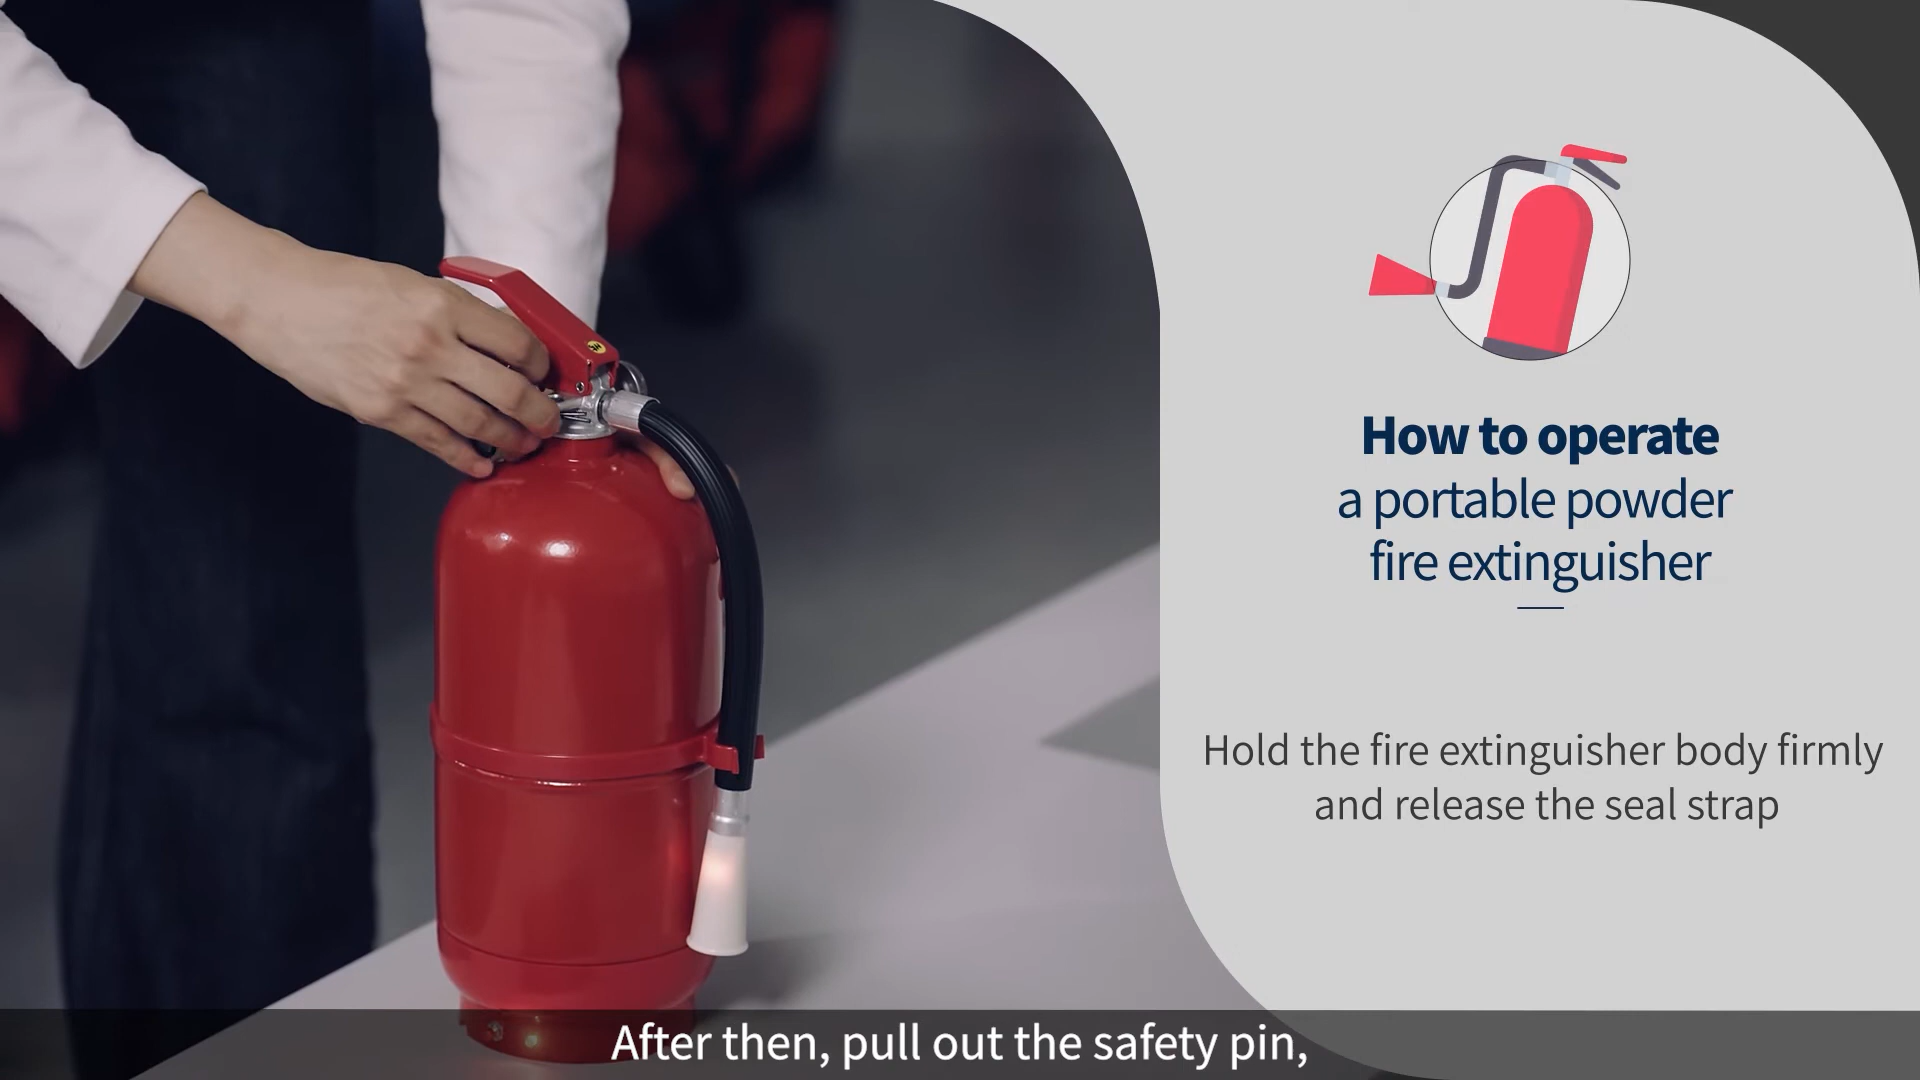 How to operate
a portable powder
fire extinguisher
Hold the fire extinguisher body firmly
and release the seal strap
After then, pull out the safety pin,